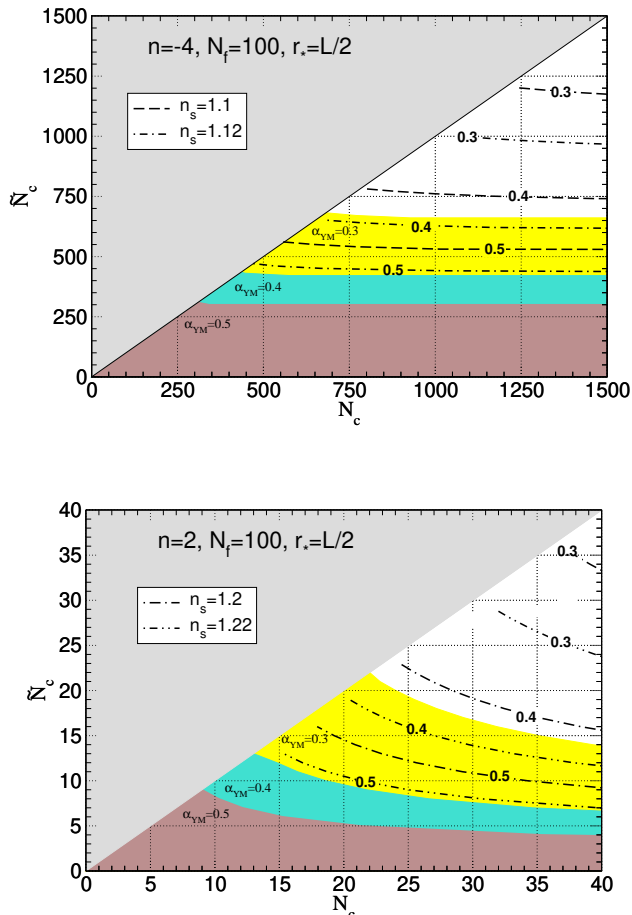 n=-4, N_f=100, r_*=L/2
n_s=1.1
n_s=1.12
1500
1250
1000
750
500
250
0
Ñ_c
0.3
0.3
0.4
0.4
0.5
0.5
α_YM=0.3
α_YM=0.4
α_YM=0.5
0 250 500 750 1000 1250 1500
N_c
n=2, N_f=100, r_*=L/2
n_s=1.2
n_s=1.22
40
35
30
25
20
15
10
5
0
Ñ_c
0.3
0.3
0.4
0.4
0.5
0.5
α_YM=0.3
α_YM=0.4
α_YM=0.5
0 5 10 15 20 25 30 35 40
N_c